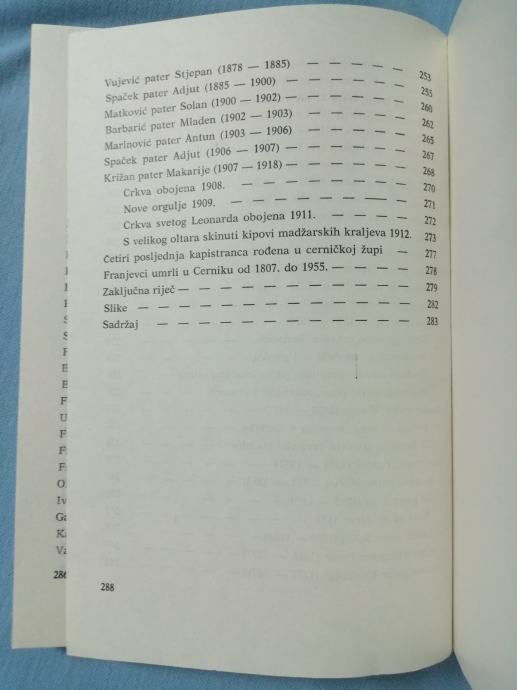 Vujević pater Stjepan (1878 — 1885) — — — — — 253
Spaček pater Adjut (1885 — 1900) — — — — — 255
Matković pater Solan (1900 — 1902) — — — — — 260
Barbarić pater Mladen (1902 — 1903) — — — — 262
Marinović pater Antun (1903 — 1906) — — — — 265
Spaček pater Adjut (1906 — 1907) — — — — — 267
Križan pater Makarije (1907 — 1918) — — — — — 268
Crkva obojena 1908. — — — — — — — 270
Nove orgulje 1909. — — — — — — — 271
Crkva svetog Leonarda obojena 1911. — — — — 272
S velikog oltara skinuti kipovi madžarskih kraljeva 1912. 273
Četiri posljednja kapistranca rođena u cerničkoj župi — 277
Franjevci umrli u Cerniku od 1807. do 1955. — — — — 278
Zaključna riječ — — — — — — — — — 279
Slike — — — — — — — — — — — 282
Sadržaj — — — — — — — — — — 283
288
286